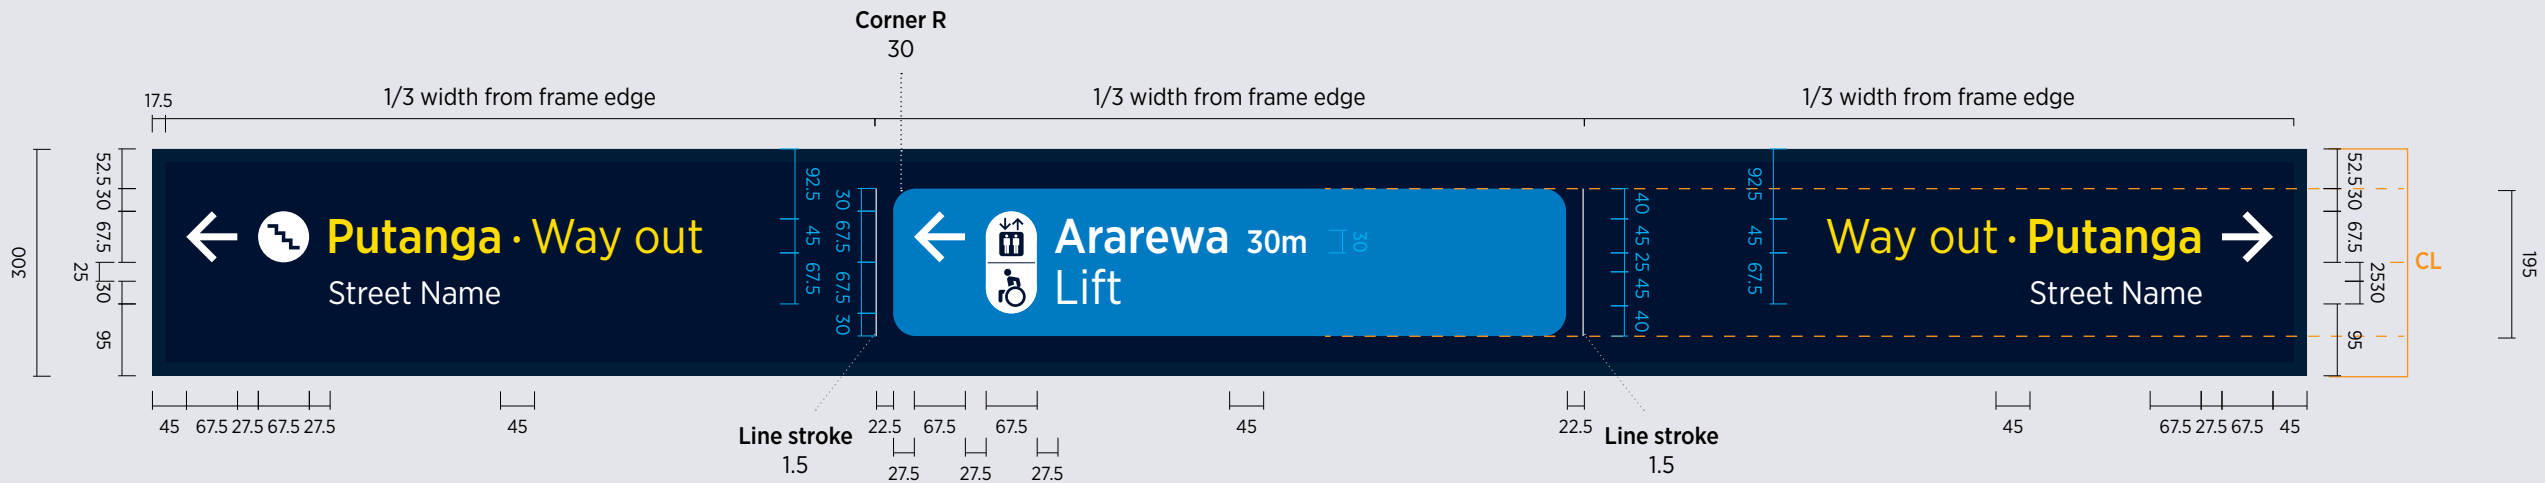 Corner R
30
17.5
1/3 width from frame edge
1/3 width from frame edge
1/3 width from frame edge
300
52.5
30
67.5
25
30
95
Putanga · Way out
Street Name
92.5
45
67.5
30
67.5
67.5
30
Ararewa 30m
Lift
30
40
45
25
45
40
92.5
45
67.5
Way out · Putanga
Street Name
52.5
30
67.5
25
30
95
CL
195
45 67.5 27.5 67.5 27.5
45
22.5 67.5 67.5
27.5 27.5 27.5
45
22.5
45
67.5 27.5 67.5 45
Line stroke
1.5
Line stroke
1.5